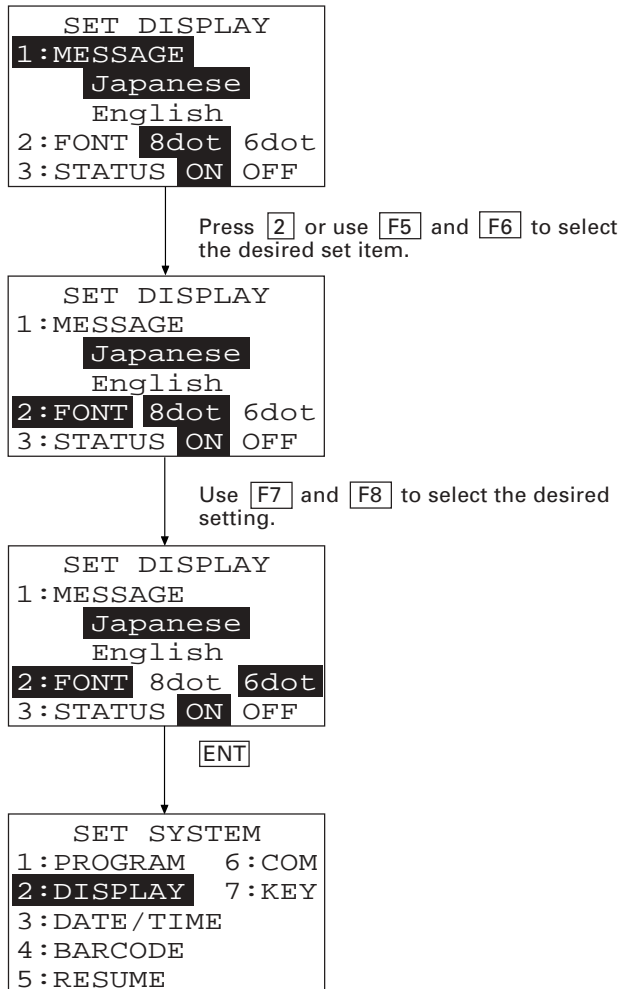 SET DISPLAY
1:MESSAGE
Japanese
English
2:FONT 8dot 6dot
3:STATUS ON OFF
Press 2 or use F5 and F6 to select
the desired set item.
SET DISPLAY
1:MESSAGE
Japanese
English
2:FONT 8dot 6dot
3:STATUS ON OFF
Use F7 and F8 to select the desired
setting.
SET DISPLAY
1:MESSAGE
Japanese
English
2:FONT 8dot 6dot
3:STATUS ON OFF
ENT
SET SYSTEM
1:PROGRAM 6:COM
2:DISPLAY 7:KEY
3:DATE/TIME
4:BARCODE
5:RESUME